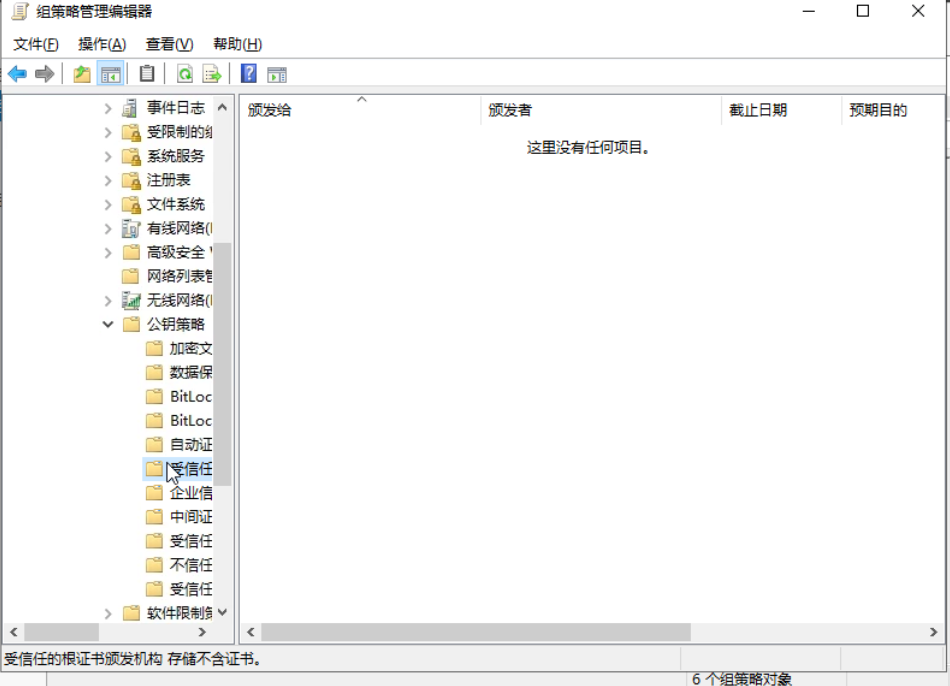 组策略管理编辑器
文件(F) 操作(A) 查看(V) 帮助(H)
颁发给 颁发者 截止日期 预期目的
这里没有任何项目。
事件日志
受限制的组
系统服务
注册表
文件系统
有线网络(
高级安全
网络列表管
无线网络(
公钥策略
加密文
数据保
BitLoc
BitLoc
自动证
受信任
企业信
中间证
受信任
不信任
受信任
软件限制策
受信任的根证书颁发机构 存储不含证书。
6 个组策略对象